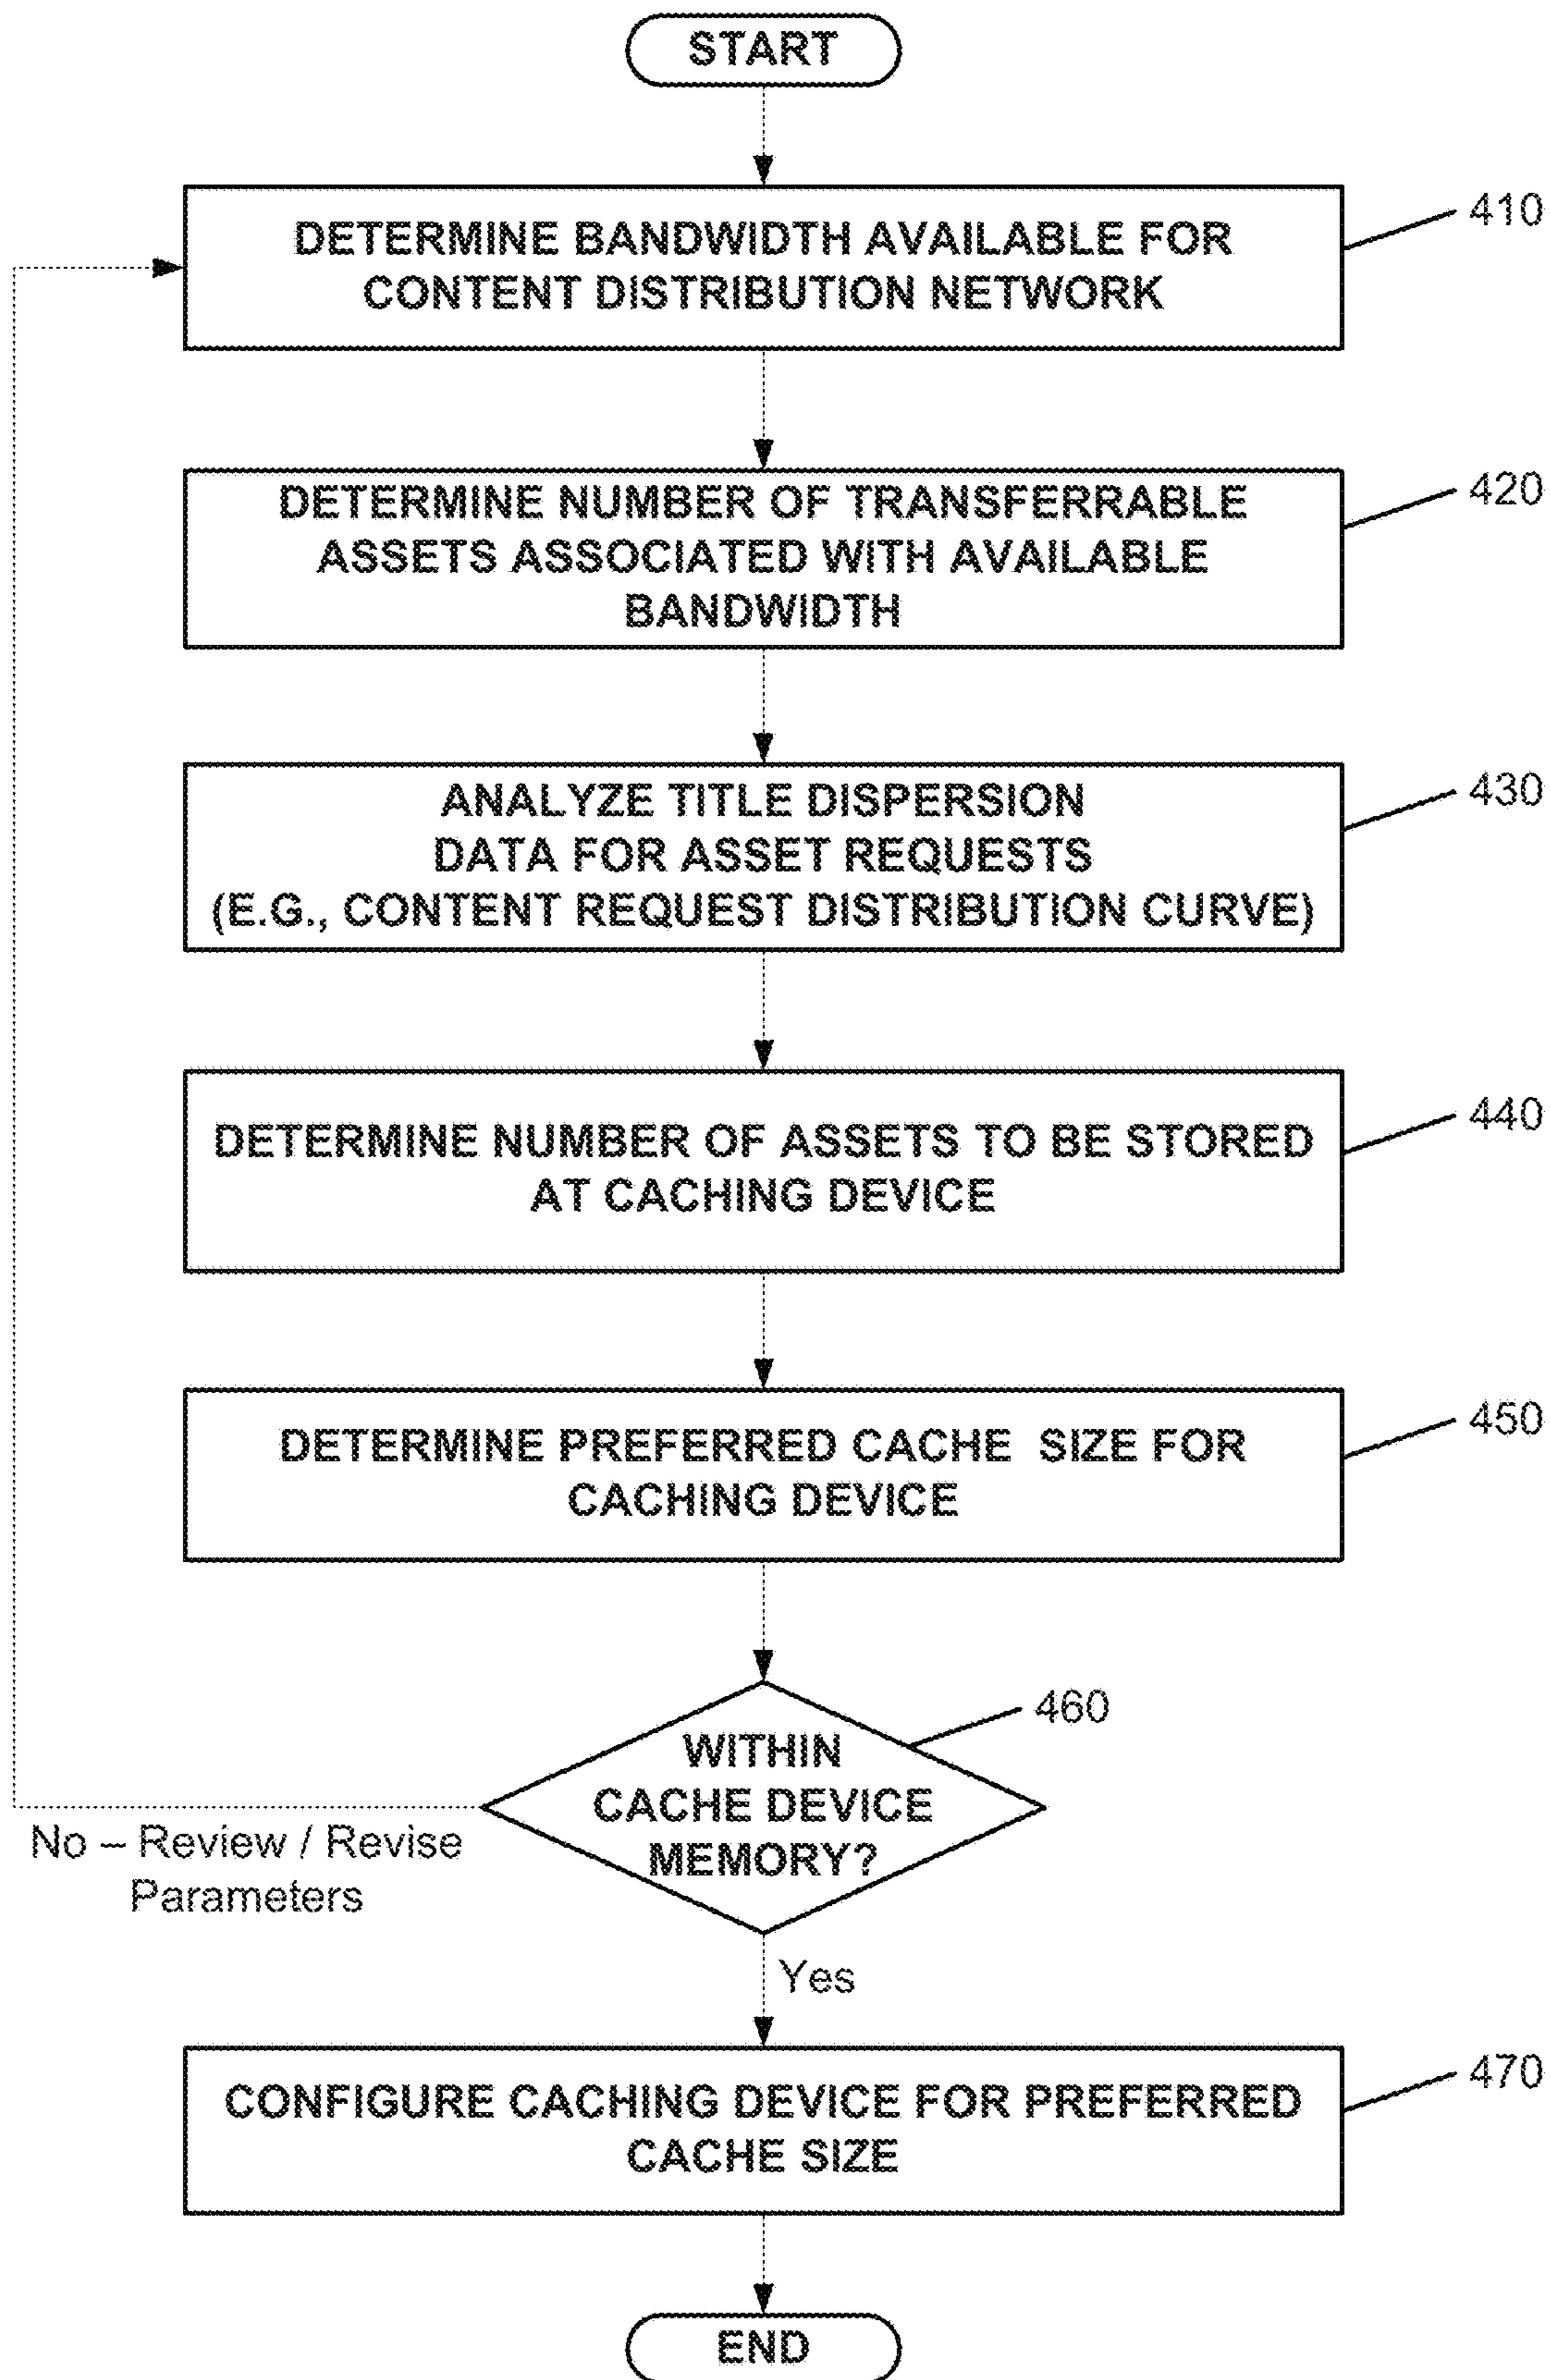 START
DETERMINE BANDWIDTH AVAILABLE FOR
CONTENT DISTRIBUTION NETWORK
410
DETERMINE NUMBER OF TRANSFERRABLE
ASSETS ASSOCIATED WITH AVAILABLE
BANDWIDTH
420
ANALYZE TITLE DISPERSION
DATA FOR ASSET REQUESTS
(E.G., CONTENT REQUEST DISTRIBUTION CURVE)
430
DETERMINE NUMBER OF ASSETS TO BE STORED
AT CACHING DEVICE
440
DETERMINE PREFERRED CACHE SIZE FOR
CACHING DEVICE
450
WITHIN
CACHE DEVICE
MEMORY?
460
No – Review / Revise
Parameters
Yes
CONFIGURE CACHING DEVICE FOR PREFERRED
CACHE SIZE
470
END